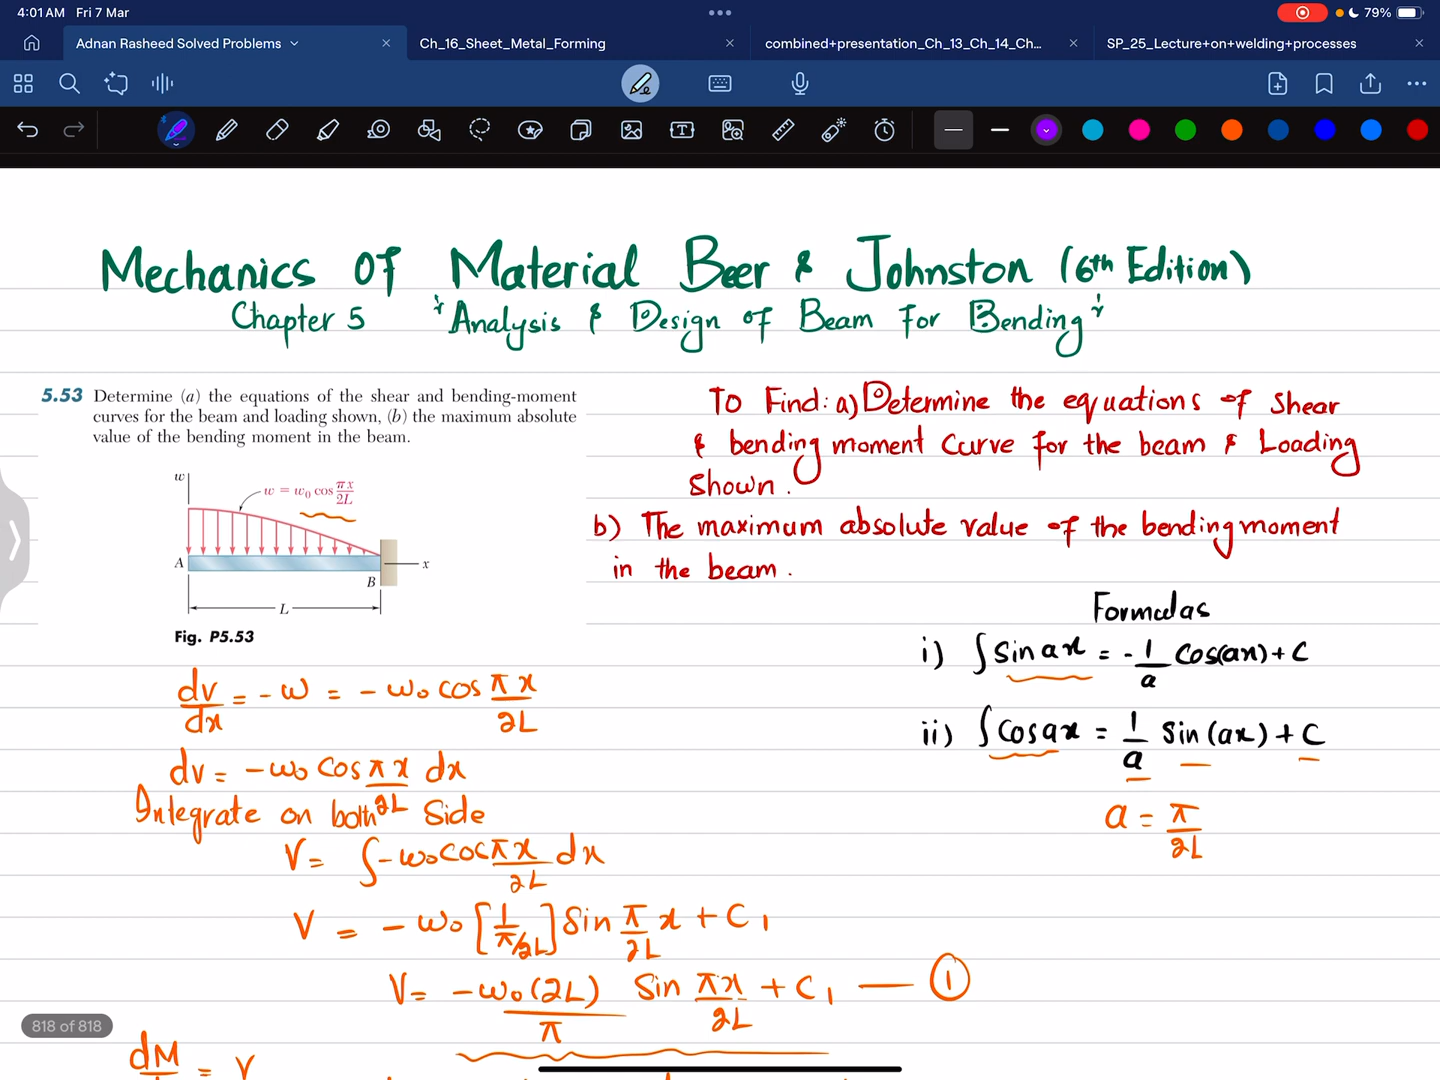 4:01 AM Fri 7 Mar
79%
Adnan Rasheed Solved Problems
Ch_16_Sheet_Metal_Forming
combined+presentation_Ch_13_Ch_14_Ch...
SP_25_Lecture+on+welding+processes
Mechanics Of Material Beer & Johnston (6th Edition)
Chapter 5 "Analysis & Design of Beam For Bending"
5.53 Determine (a) the equations of the shear and bending-moment
curves for the beam and loading shown, (b) the maximum absolute
value of the bending moment in the beam.
w
w = w₀ cos πx/2L
A
B
x
L
Fig. P5.53
To Find: a) Determine the equations of Shear
& bending moment Curve for the beam & Loading
Shown.
b) The maximum absolute value of the bending moment
in the beam.
Formulas
i) ∫ Sin ax = -1/a Cos(ax) + C
ii) ∫ Cos ax = 1/a Sin (ax) + C
a = π/2L
dv/dx = -w = -w₀ cos πx/2L
dv = -w₀ Cos πx/2L dx
Integrate on both Side
V = ∫-w₀ cos πx/2L dx
V = -w₀ [1/π/2L] Sin π/2L x + C₁
V = -w₀(2L)/π Sin πx/2L + C₁ — ①
818 of 818
dM = V